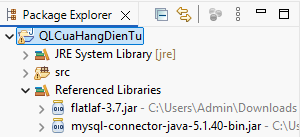 Package Explorer
QLCuaHangDienTu
JRE System Library [jre]
src
Referenced Libraries
flatlaf-3.7.jar - C:\Users\Admin\Downloads
mysql-connector-java-5.1.40-bin.jar - C:\Users